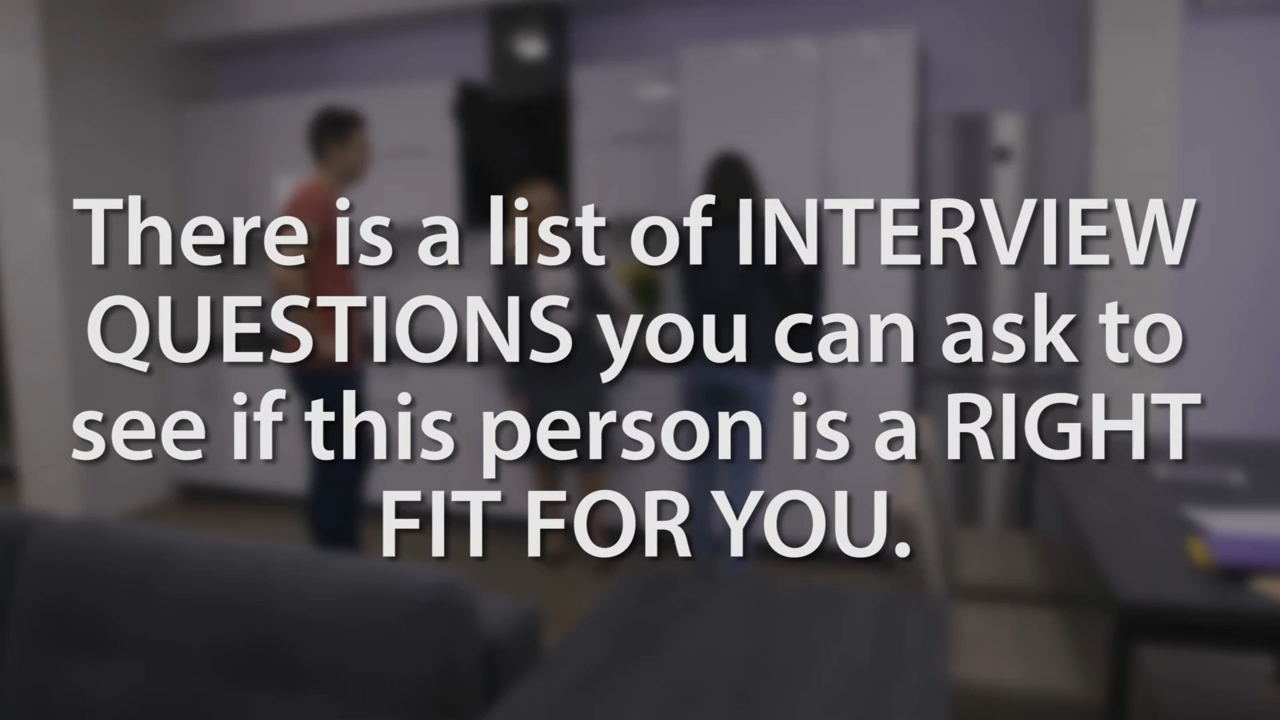 There is a list of INTERVIEW
QUESTIONS you can ask to
see if this person is a RIGHT
FIT FOR YOU.